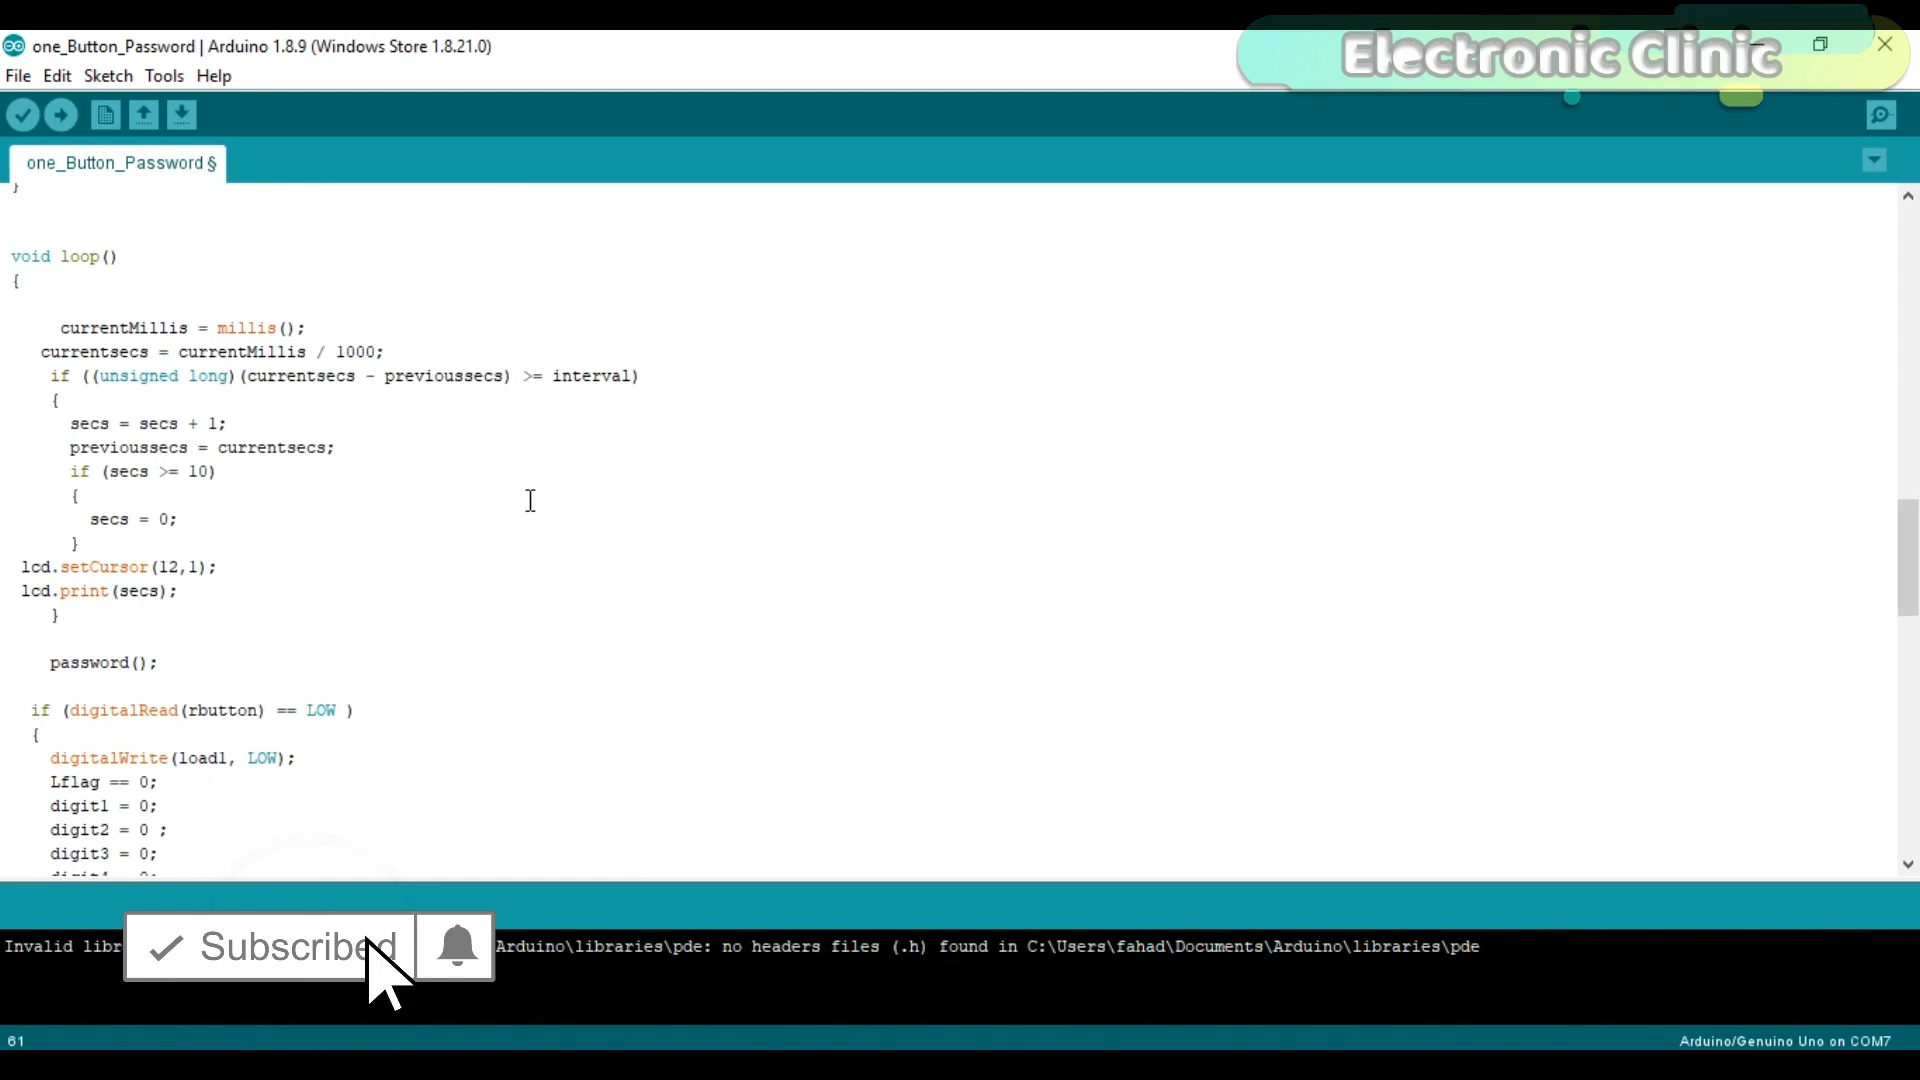 Electronic Clinic
one_Button_Password | Arduino 1.8.9 (Windows Store 1.8.21.0)
File Edit Sketch Tools Help
one_Button_Password §
}
void loop()
{
currentMillis = millis();
currentsecs = currentMillis / 1000;
if ((unsigned long)(currentsecs - previoussecs) >= interval)
{
secs = secs + 1;
previoussecs = currentsecs;
if (secs >= 10)
{
secs = 0;
}
lcd.setCursor(12,1);
lcd.print(secs);
}
password();
if (digitalRead(rbutton) == LOW )
{
digitalWrite(load1, LOW);
Lflag == 0;
digit1 = 0;
digit2 = 0 ;
digit3 = 0;
Invalid
Subscribed
Arduino\libraries\pde: no headers files (.h) found in C:\Users\fahad\Documents\Arduino\libraries\pde
61
Arduino/Genuino Uno on COM7